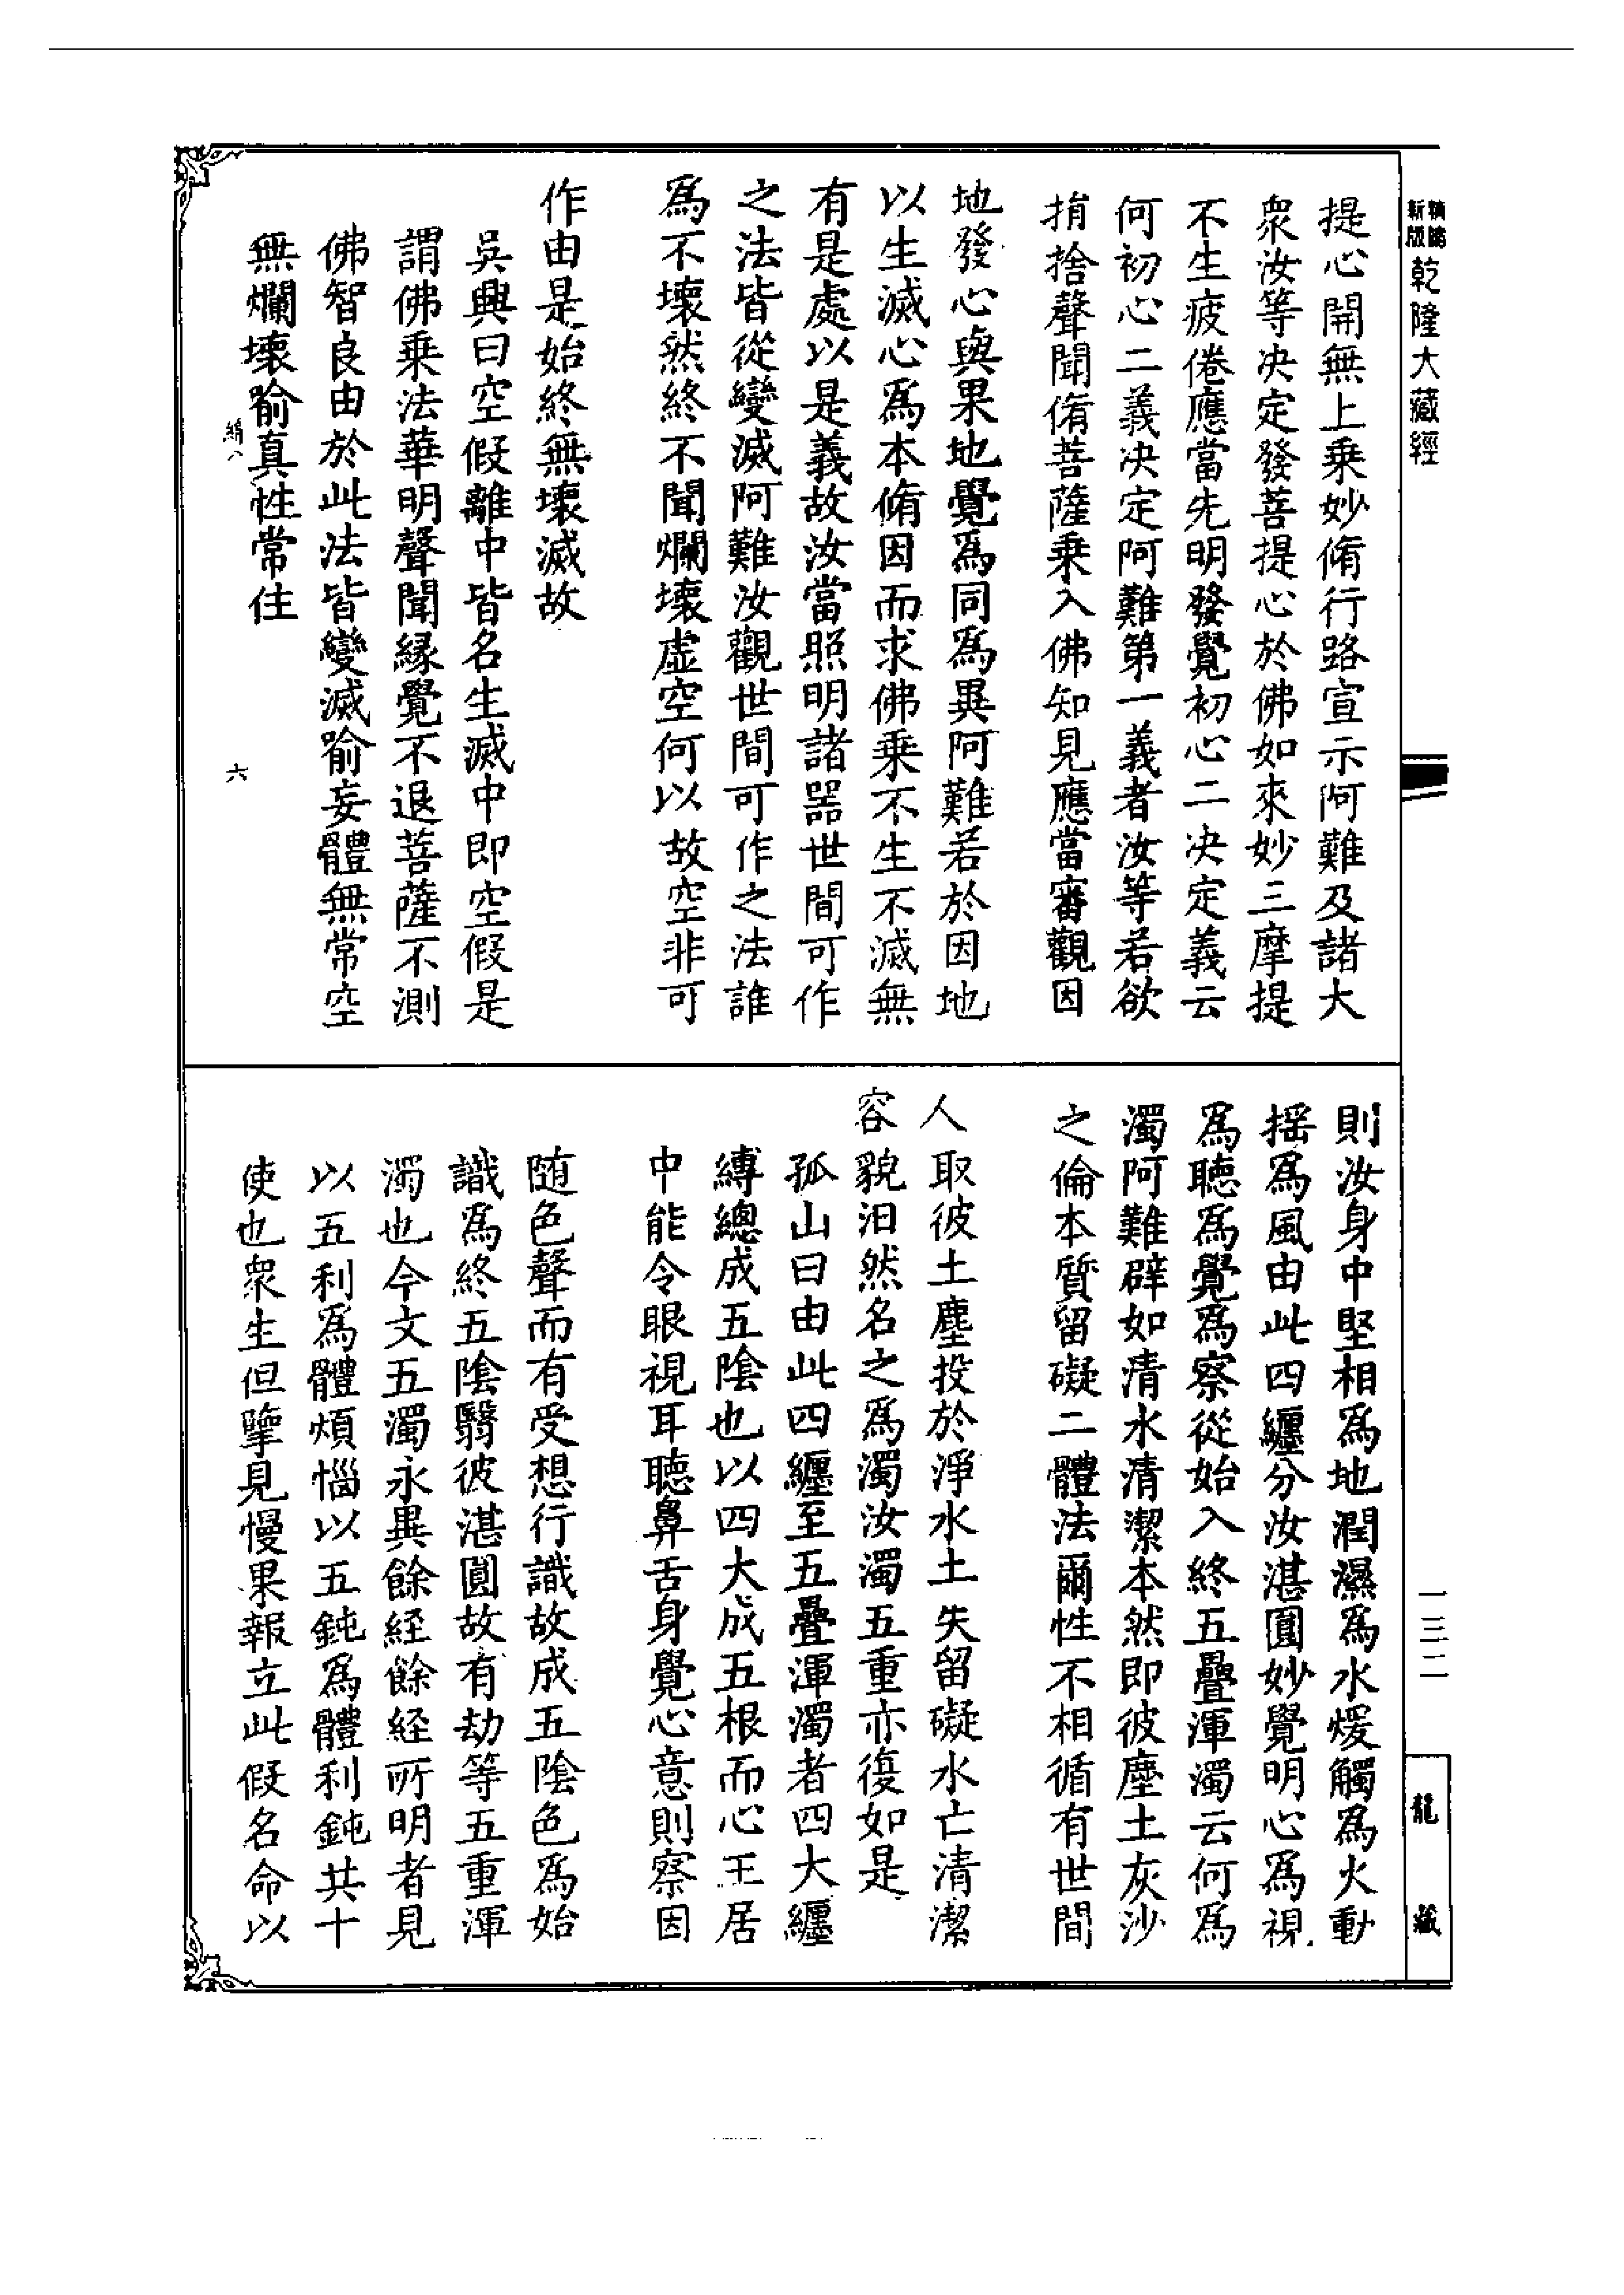 新版
乾隆大藏經
提心開無上乗妙脩行路宣示阿難及諸大
衆汝等决定發菩提心於佛如來妙三摩提
不生疲倦應當先明發覺初心二决定義云
何初心二義决定阿難第一義者汝等若欲
捐捨聲聞脩菩薩乗入佛知見應當審觀因
地發心與果地覺爲同爲異阿難若於因地
以生滅心爲本脩因而求佛乗不生不滅無
有是處以是義故汝當照明諸器世間可作
之法皆從變滅阿難汝觀世間可作之法誰
爲不壞然終不聞爛壞虛空何以故空非可
作由是始終無壞滅故
吳興曰空假離中皆名生滅中即空假是
謂佛乗法華明聲聞縁覺不退菩薩不測
佛智良由於此法皆變滅喻妄體無常空
無爛壞喻真性常住
六
一三二
龍藏
則汝身中堅相爲地潤濕爲水煖觸爲火動
揺爲風由此四纏分汝湛圓妙覺明心爲視
爲聴爲覺爲察從始入終五疊渾濁云何爲
濁阿難辟如清水清潔本然即彼塵土灰沙
之倫本質留礙二體法爾性不相循有世間
人取彼土塵投於淨水土失留礙水亡清潔
容貌汩然名之爲濁汝濁五重亦復如是
孤山曰由此四纏至五疊渾濁者四大纏
縳總成五陰也以四大成五根而心王居
中能令眼視耳聴鼻舌身覺心意則察因
随色聲而有受想行識故成五陰色爲始
識爲終五陰翳彼湛圓故有劫等五重渾
濁也今文五濁永異餘経餘経所明者見
以五利爲體煩惱以五鈍爲體利鈍共十
使也衆生但擥見慢果報立此假名命以